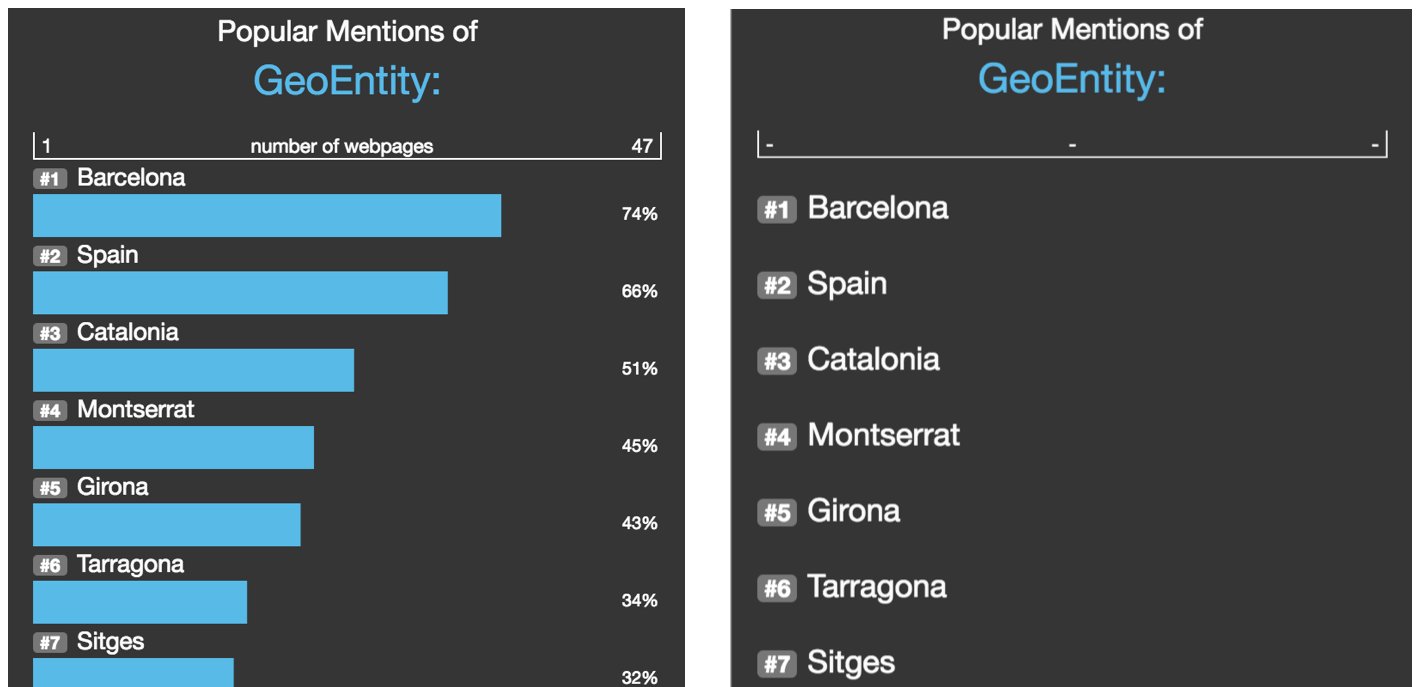 Popular Mentions of
GeoEntity:
1 number of webpages 47
#1 Barcelona
74%
#2 Spain
66%
#3 Catalonia
51%
#4 Montserrat
45%
#5 Girona
43%
#6 Tarragona
34%
#7 Sitges
32%
Popular Mentions of
GeoEntity:
- - -
#1 Barcelona
#2 Spain
#3 Catalonia
#4 Montserrat
#5 Girona
#6 Tarragona
#7 Sitges